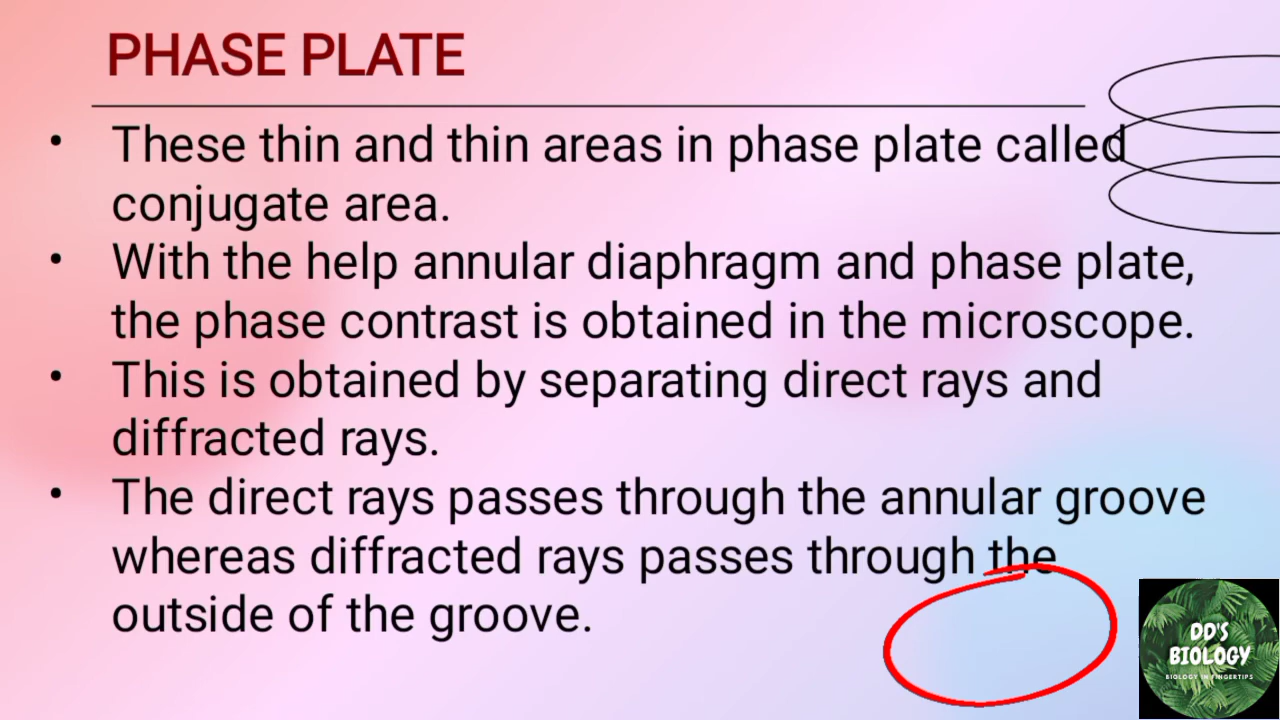 PHASE PLATE
• These thin and thin areas in phase plate called
conjugate area.
• With the help annular diaphragm and phase plate,
the phase contrast is obtained in the microscope.
• This is obtained by separating direct rays and
diffracted rays.
• The direct rays passes through the annular groove
whereas diffracted rays passes through the
outside of the groove.
DD'S
BIOLOGY
BIOLOGY IN FINGERTIPS